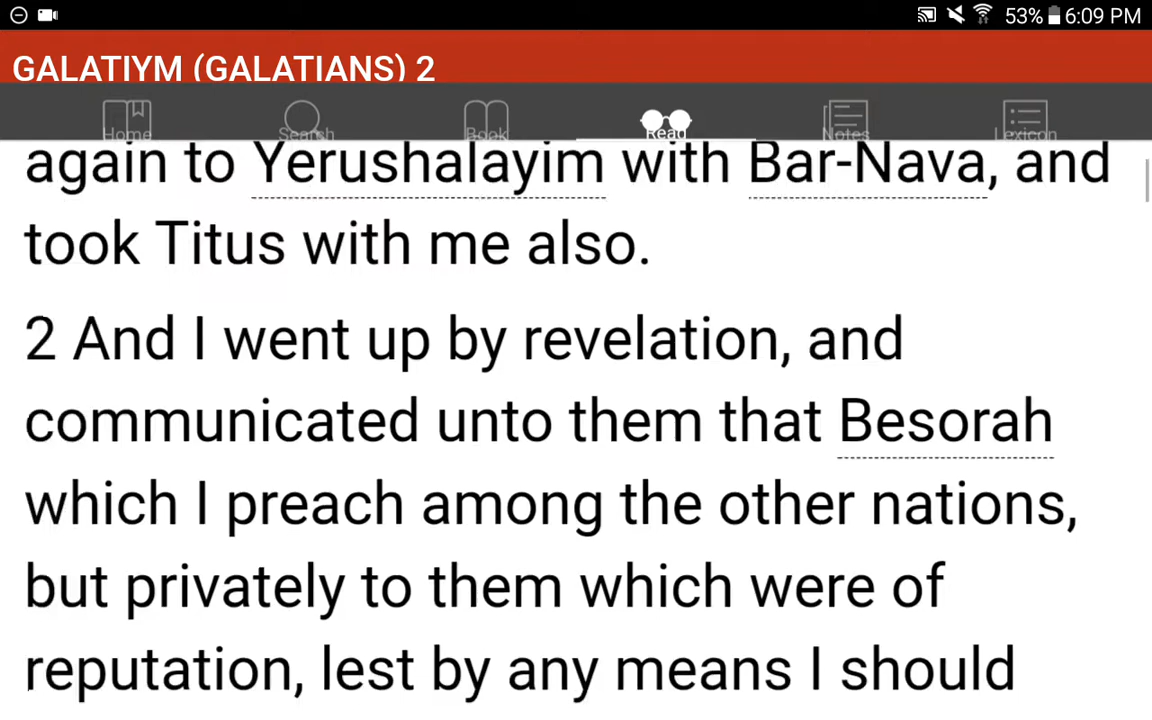 53% 6:09 PM
GALATIYM (GALATIANS) 2
Home Search Book Read Notes Lexicon
again to Yerushalayim with Bar-Nava, and
took Titus with me also.
2 And I went up by revelation, and
communicated unto them that Besorah
which I preach among the other nations,
but privately to them which were of
reputation, lest by any means I should